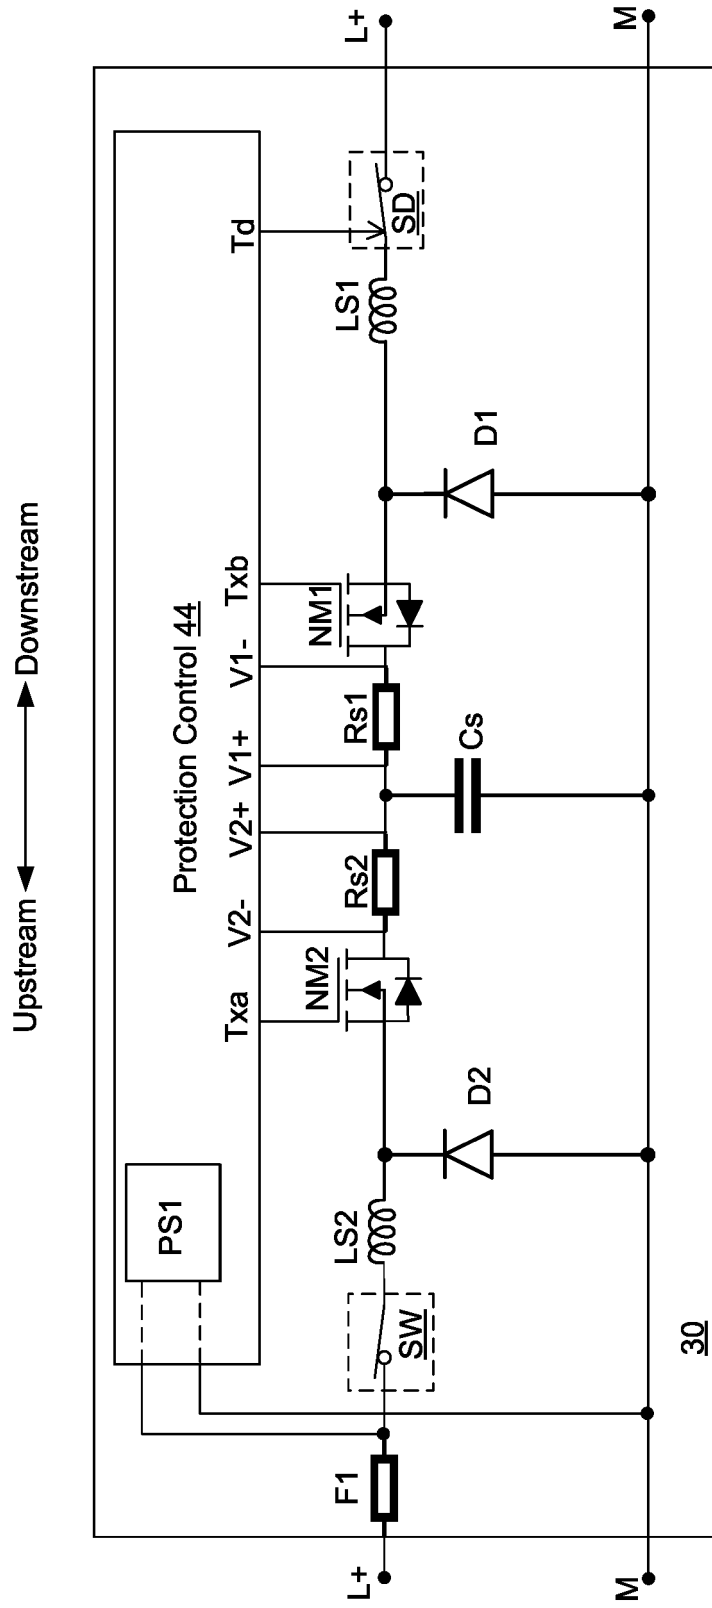 Upstream Downstream
Protection Control 44
PS1
Txa V2- V2+ V1+ V1- Txb Td
L+ F1 SW LS2 NM2 Rs2 Rs1 NM1 LS1 SD L+
D2 Cs D1
M M
30